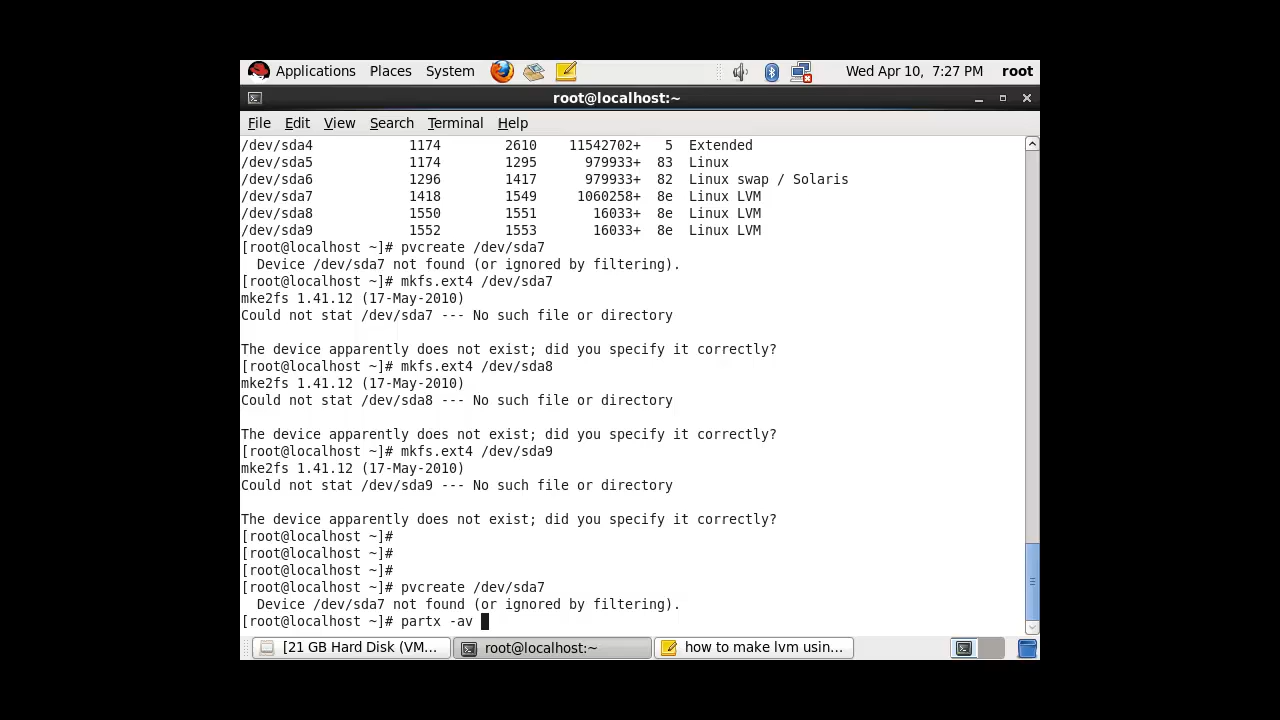 Applications Places System Wed Apr 10, 7:27 PM root
root@localhost:~
File Edit View Search Terminal Help
/dev/sda4 1174 2610 11542702+ 5 Extended
/dev/sda5 1174 1295 979933+ 83 Linux
/dev/sda6 1296 1417 979933+ 82 Linux swap / Solaris
/dev/sda7 1418 1549 1060258+ 8e Linux LVM
/dev/sda8 1550 1551 16033+ 8e Linux LVM
/dev/sda9 1552 1553 16033+ 8e Linux LVM
[root@localhost ~]# pvcreate /dev/sda7
Device /dev/sda7 not found (or ignored by filtering).
[root@localhost ~]# mkfs.ext4 /dev/sda7
mke2fs 1.41.12 (17-May-2010)
Could not stat /dev/sda7 --- No such file or directory
The device apparently does not exist; did you specify it correctly?
[root@localhost ~]# mkfs.ext4 /dev/sda8
mke2fs 1.41.12 (17-May-2010)
Could not stat /dev/sda8 --- No such file or directory
The device apparently does not exist; did you specify it correctly?
[root@localhost ~]# mkfs.ext4 /dev/sda9
mke2fs 1.41.12 (17-May-2010)
Could not stat /dev/sda9 --- No such file or directory
The device apparently does not exist; did you specify it correctly?
[root@localhost ~]#
[root@localhost ~]#
[root@localhost ~]#
[root@localhost ~]# pvcreate /dev/sda7
Device /dev/sda7 not found (or ignored by filtering).
[root@localhost ~]# partx -av
[21 GB Hard Disk (VM... root@localhost:~ how to make lvm usin...